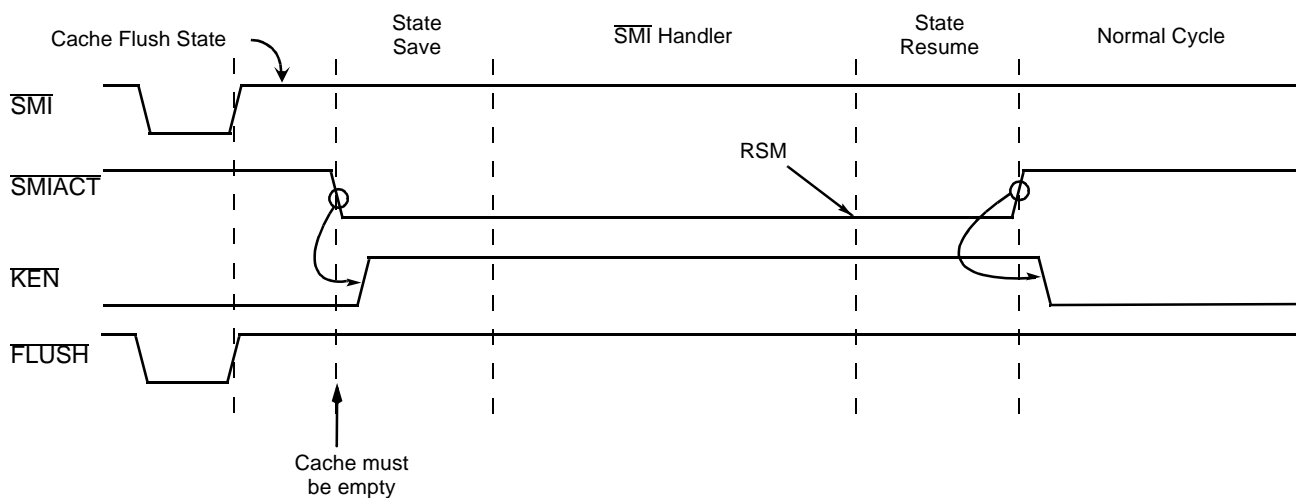 Cache Flush State
State
Save
SMI Handler
State
Resume
Normal Cycle
SMI
SMIACT
RSM
KEN
FLUSH
Cache must
be empty